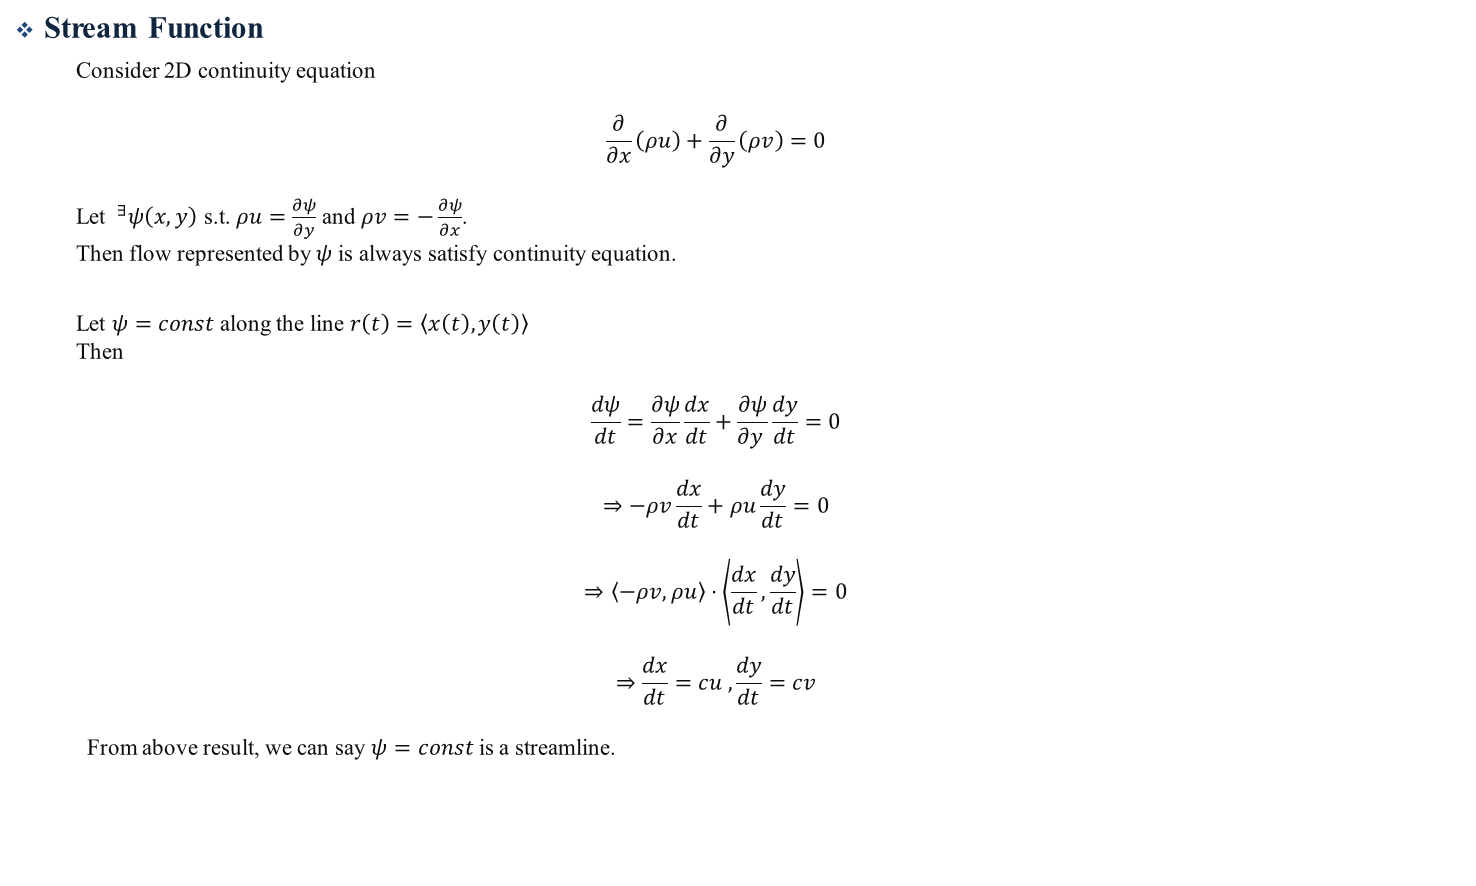 ❖ Stream Function
Consider 2D continuity equation
∂/∂x (ρu) + ∂/∂y (ρv) = 0
Let ∃ψ(x, y) s.t. ρu = ∂ψ/∂y and ρv = − ∂ψ/∂x.
Then flow represented by ψ is always satisfy continuity equation.
Let ψ = const along the line r(t) = ⟨x(t), y(t)⟩
Then
dψ/dt = ∂ψ/∂x dx/dt + ∂ψ/∂y dy/dt = 0
⇒ −ρv dx/dt + ρu dy/dt = 0
⇒ ⟨−ρv, ρu⟩ · ⟨dx/dt, dy/dt⟩ = 0
⇒ dx/dt = cu , dy/dt = cv
From above result, we can say ψ = const is a streamline.